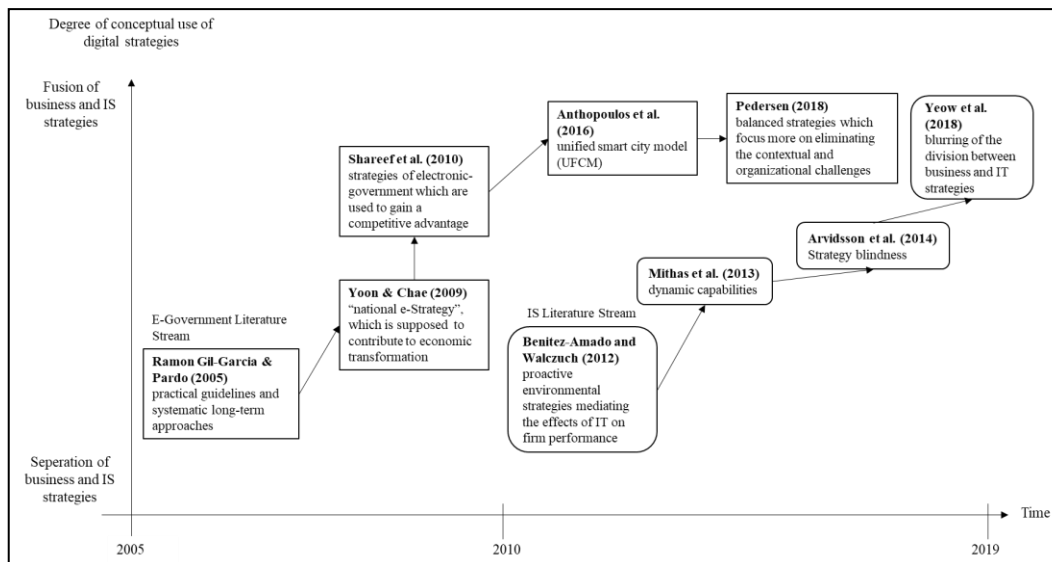 Degree of conceptual use of
digital strategies
Fusion of
business and IS
strategies
Anthopoulos et al.
(2016)
unified smart city model
(UFCM)
Pedersen (2018)
balanced strategies which
focus more on eliminating
the contextual and
organizational challenges
Yeow et al.
(2018)
blurring of the
division between
business and IT
strategies
Shareef et al. (2010)
strategies of electronic-
government which are
used to gain a
competitive advantage
Arvidsson et al. (2014)
Strategy blindness
Mithas et al. (2013)
dynamic capabilities
Yoon & Chae (2009)
“national e-Strategy”,
which is supposed to
contribute to economic
transformation
E-Government Literature
Stream
Ramon Gil-Garcia &
Pardo (2005)
practical guidelines and
systematic long-term
approaches
IS Literature Stream
Benitez-Amado and
Walczuch (2012)
proactive
environmental
strategies mediating
the effects of IT on
firm performance
Seperation of
business and IS
strategies
Time
2005
2010
2019